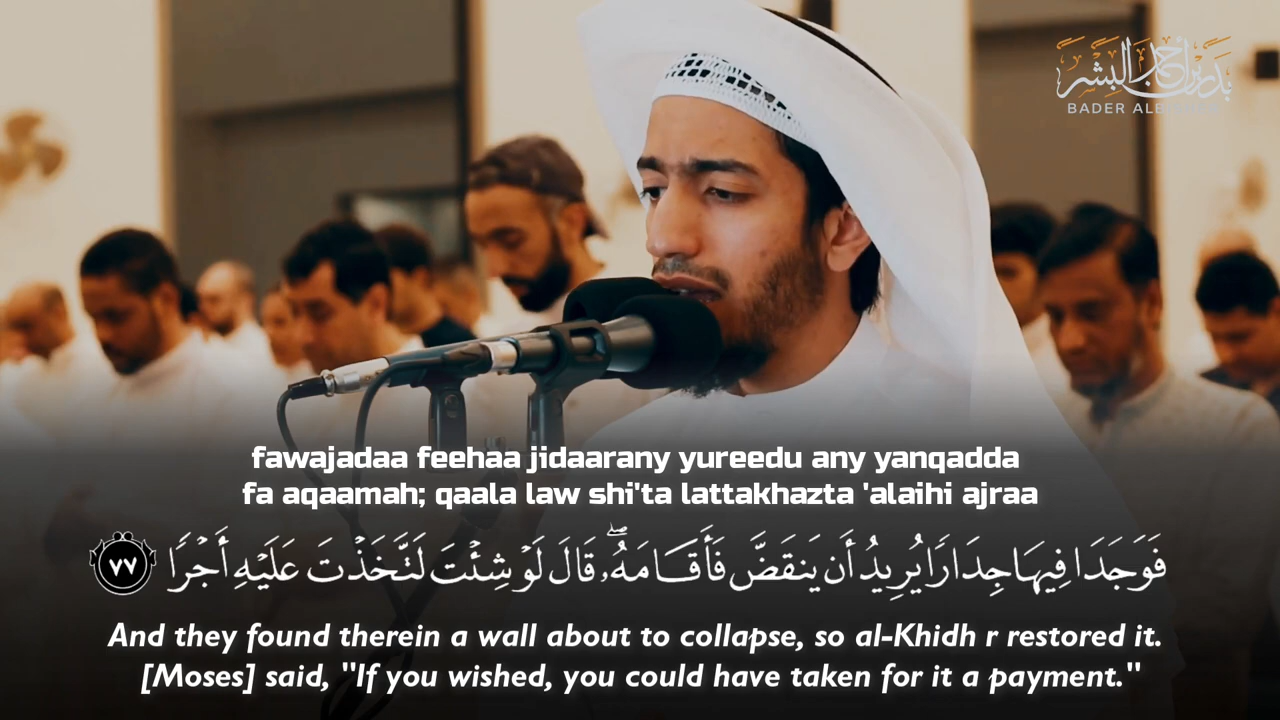 بدر بن أحمد البشر
BADER
fawajadaa feehaa jidaarany yureedu any yanqadda
fa aqaamah; qaala law shi'ta lattakhazta 'alaihi ajraa
فَوَجَدَا فِيهَا جِدَارًا يُرِيدُ أَن يَنقَضَّ فَأَقَامَهُۥۖ قَالَ لَوْ شِئْتَ لَتَّخَذْتَ عَلَيْهِ أَجْرًا ٧٧
And they found therein a wall about to collapse, so al-Khidh r restored it.
[Moses] said, "If you wished, you could have taken for it a payment."